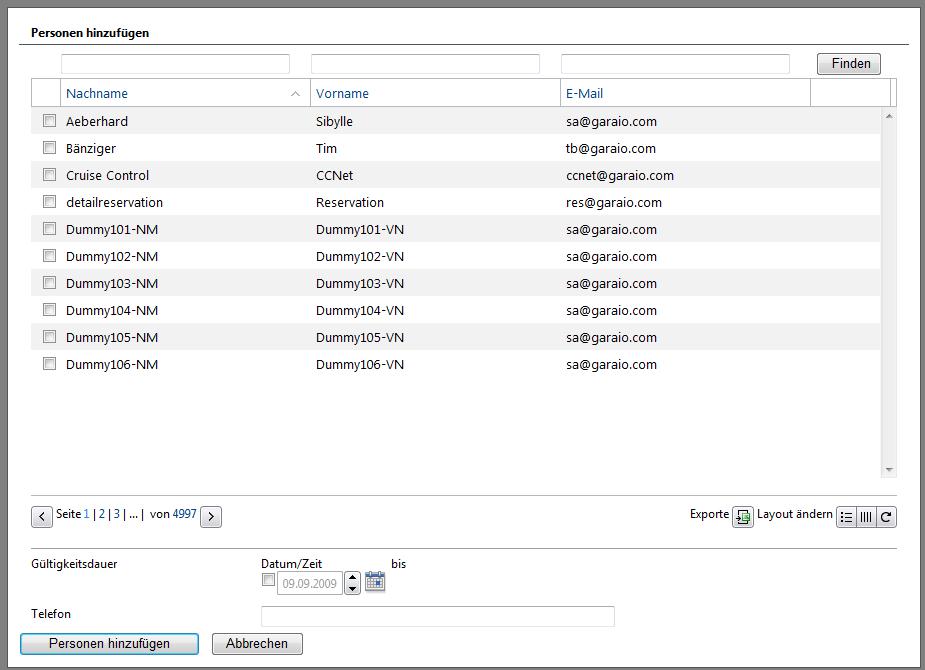 Personen hinzufügen
Finden
Nachname Vorname E-Mail
Aeberhard Sibylle sa@garaio.com
Bänziger Tim tb@garaio.com
Cruise Control CCNet ccnet@garaio.com
detailreservation Reservation res@garaio.com
Dummy101-NM Dummy101-VN sa@garaio.com
Dummy102-NM Dummy102-VN sa@garaio.com
Dummy103-NM Dummy103-VN sa@garaio.com
Dummy104-NM Dummy104-VN sa@garaio.com
Dummy105-NM Dummy105-VN sa@garaio.com
Dummy106-NM Dummy106-VN sa@garaio.com
< Seite 1 | 2 | 3 | ... | von 4997 > Exporte Layout ändern
Gültigkeitsdauer Datum/Zeit bis
09.09.2009
Telefon
Personen hinzufügen Abbrechen